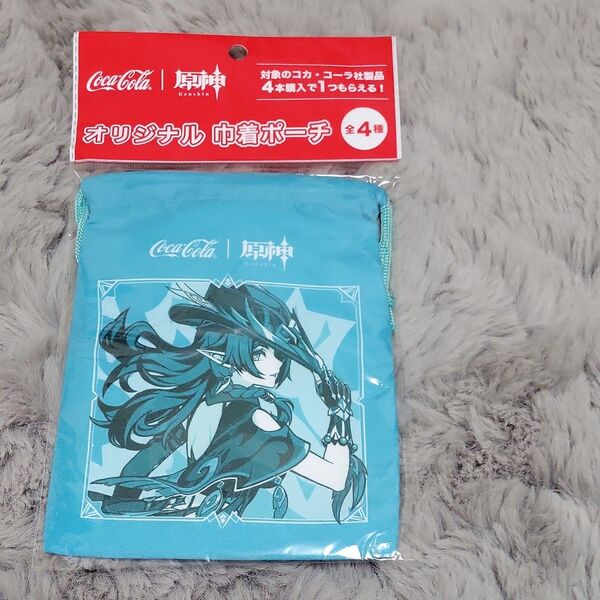 Coca-Cola | 原神
Genshin
対象のコカ・コーラ社製品
4本購入で1つもらえる！
オリジナル 巾着ポーチ 全4種
Coca-Cola | 原神
Genshin